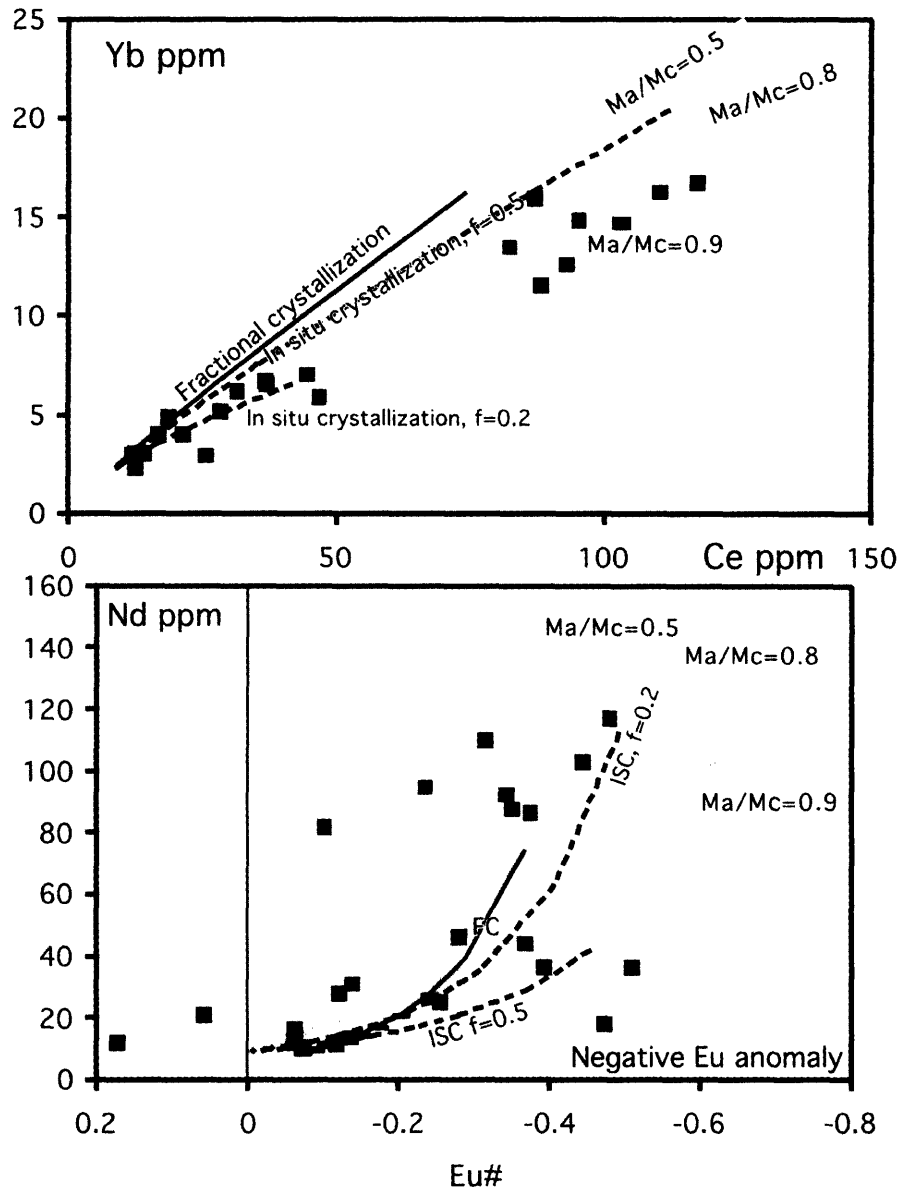 25
Yb ppm
Ma/Mc=0.5
Ma/Mc=0.8
20
15
Ma/Mc=0.9
10
Fractional crystallization
In situ crystallization, f=0.5
5
In situ crystallization, f=0.2
0
0 50 100 Ce ppm 150
160
Nd ppm
Ma/Mc=0.5
140
Ma/Mc=0.8
120
ISC, f=0.2
100
Ma/Mc=0.9
80
60
FC
40
20
ISC f=0.5
Negative Eu anomaly
0
0.2 0 -0.2 -0.4 -0.6 -0.8
Eu#